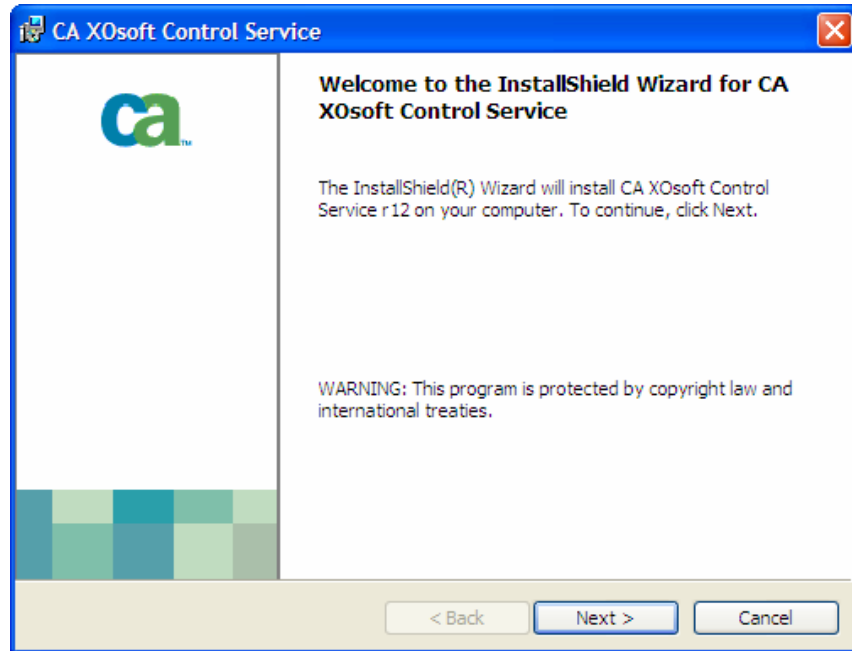 CA XOsoft Control Service
ca
TM
Welcome to the InstallShield Wizard for CA
XOsoft Control Service
The InstallShield(R) Wizard will install CA XOsoft Control
Service r12 on your computer. To continue, click Next.
WARNING: This program is protected by copyright law and
international treaties.
< Back
Next >
Cancel